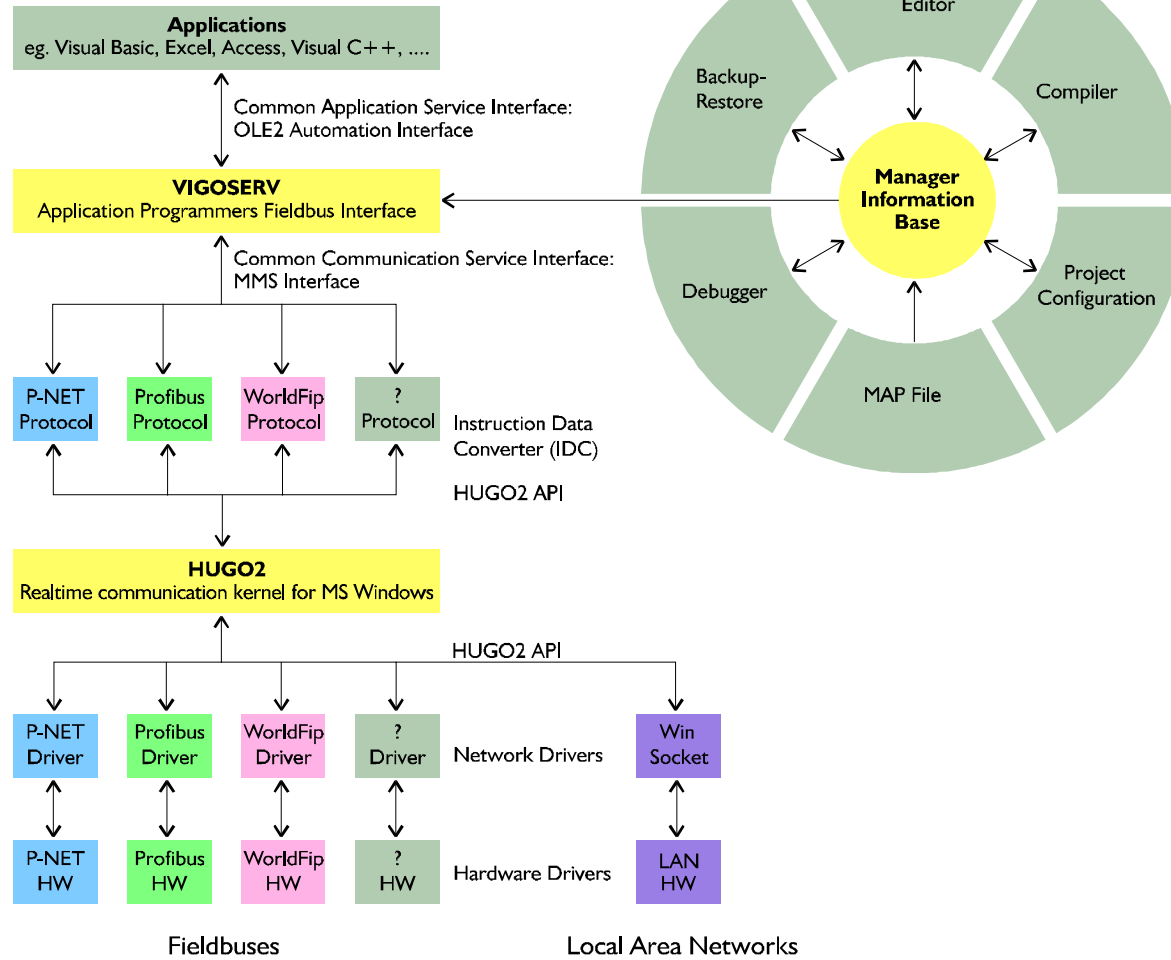 Applications
eg. Visual Basic, Excel, Access, Visual C++, ....
Common Application Service Interface:
OLE2 Automation Interface
VIGOSERV
Application Programmers Fieldbus Interface
Common Communication Service Interface:
MMS Interface
P-NET
Protocol
Profibus
Protocol
WorldFip
Protocol
?
Protocol
Instruction Data
Converter (IDC)
HUGO2 API
HUGO2
Realtime communication kernel for MS Windows
HUGO2 API
P-NET
Driver
Profibus
Driver
WorldFip
Driver
?
Driver
Network Drivers
Win
Socket
P-NET
HW
Profibus
HW
WorldFip
HW
?
HW
Hardware Drivers
LAN
HW
Fieldbuses
Local Area Networks
Editor
Backup-
Restore
Compiler
Manager
Information
Base
Debugger
Project
Configuration
MAP File